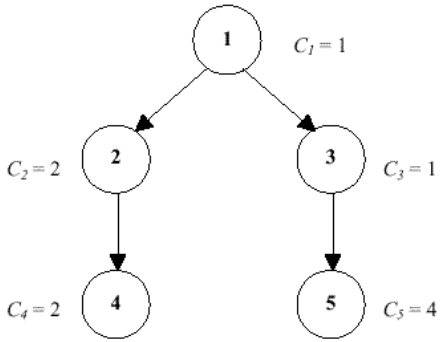 1 C1 = 1
C2 = 2 2 3 C3 = 1
C4 = 2 4 5 C5 = 4